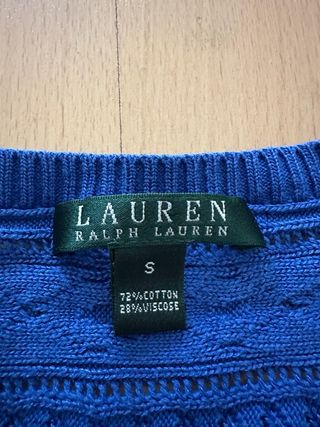 LAUREN
RALPH LAUREN
S
72%COTTON
28%VISCOSE